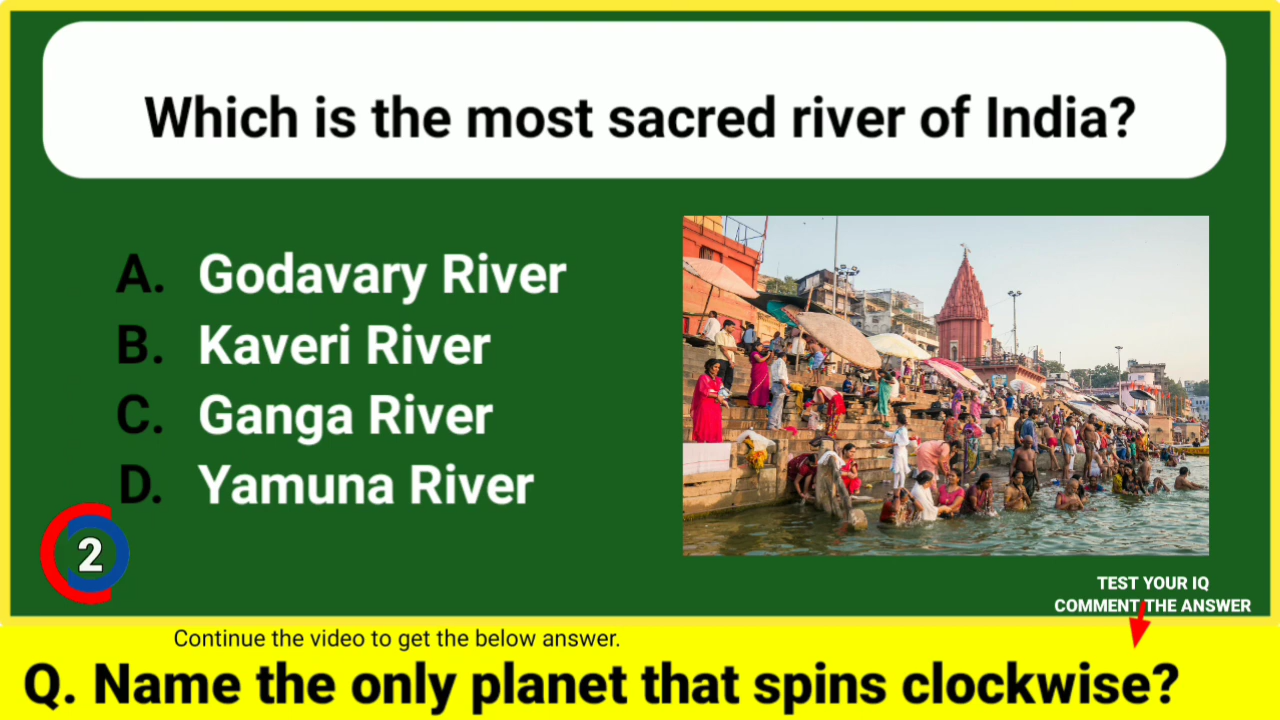 Which is the most sacred river of India?
A. Godavary River
B. Kaveri River
C. Ganga River
D. Yamuna River
2
TEST YOUR IQ
COMMENT THE ANSWER
Continue the video to get the below answer.
Q. Name the only planet that spins clockwise?